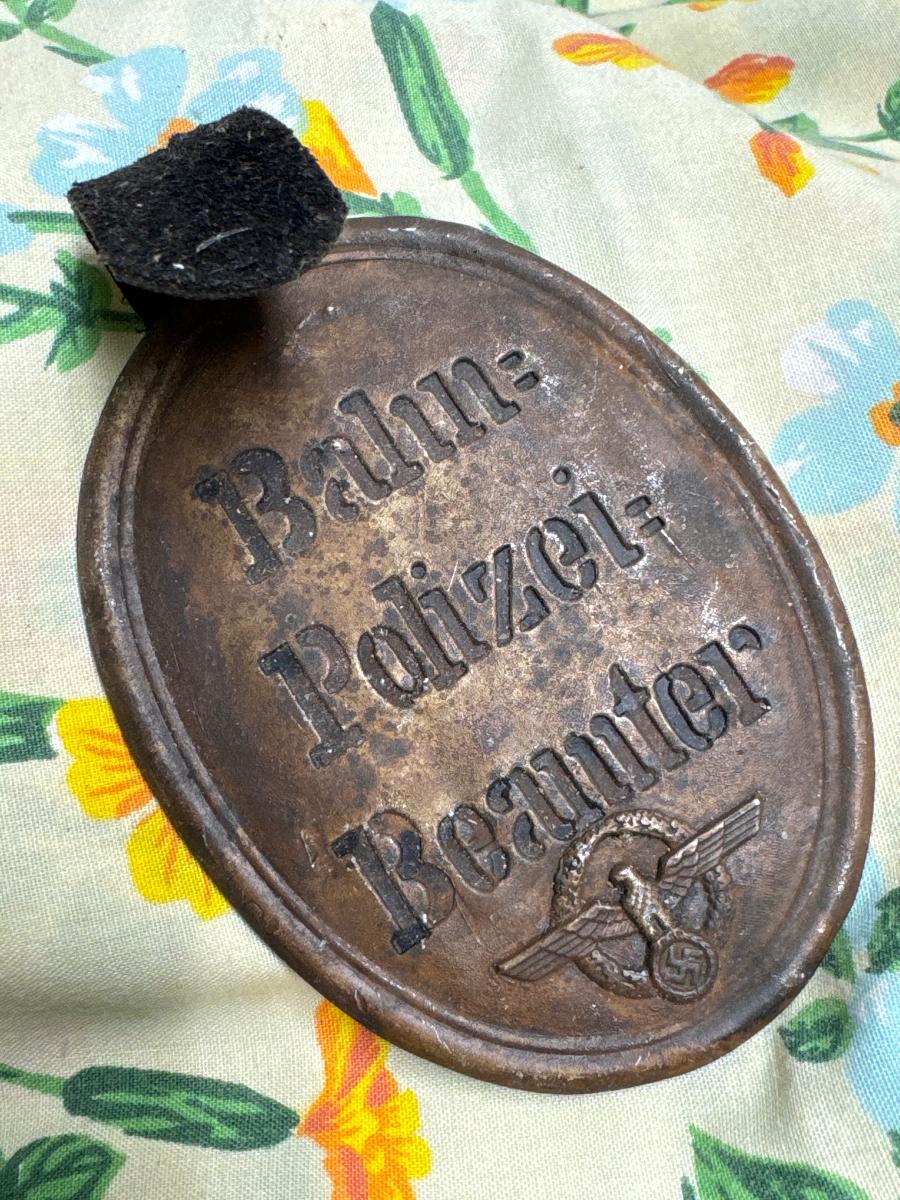 Bahn=
Polizei=
Beamter